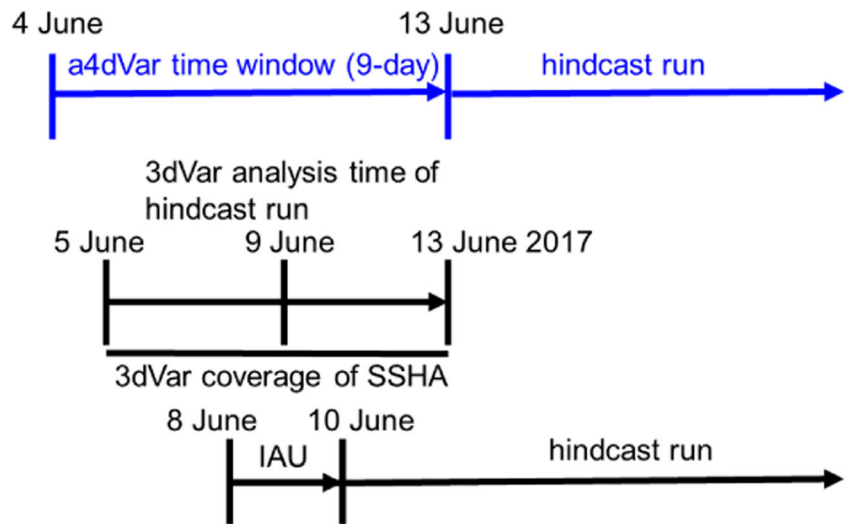 4 June 13 June
a4dVar time window (9-day) hindcast run
3dVar analysis time of
hindcast run
5 June 9 June 13 June 2017
3dVar coverage of SSHA
8 June 10 June
IAU hindcast run